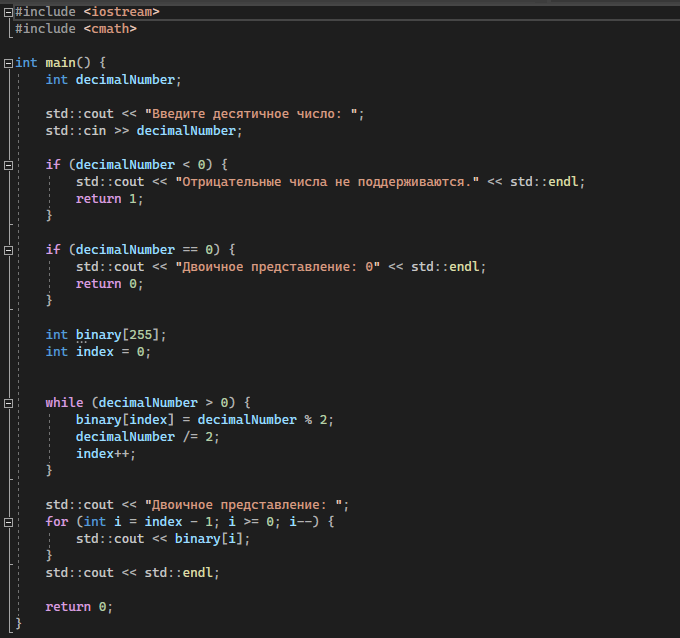 #include <iostream>
#include <cmath>
int main() {
int decimalNumber;
std::cout << "Введите десятичное число: ";
std::cin >> decimalNumber;
if (decimalNumber < 0) {
std::cout << "Отрицательные числа не поддерживаются." << std::endl;
return 1;
}
if (decimalNumber == 0) {
std::cout << "Двоичное представление: 0" << std::endl;
return 0;
}
int binary[255];
int index = 0;
while (decimalNumber > 0) {
binary[index] = decimalNumber % 2;
decimalNumber /= 2;
index++;
}
std::cout << "Двоичное представление: ";
for (int i = index - 1; i >= 0; i--) {
std::cout << binary[i];
}
std::cout << std::endl;
return 0;
}